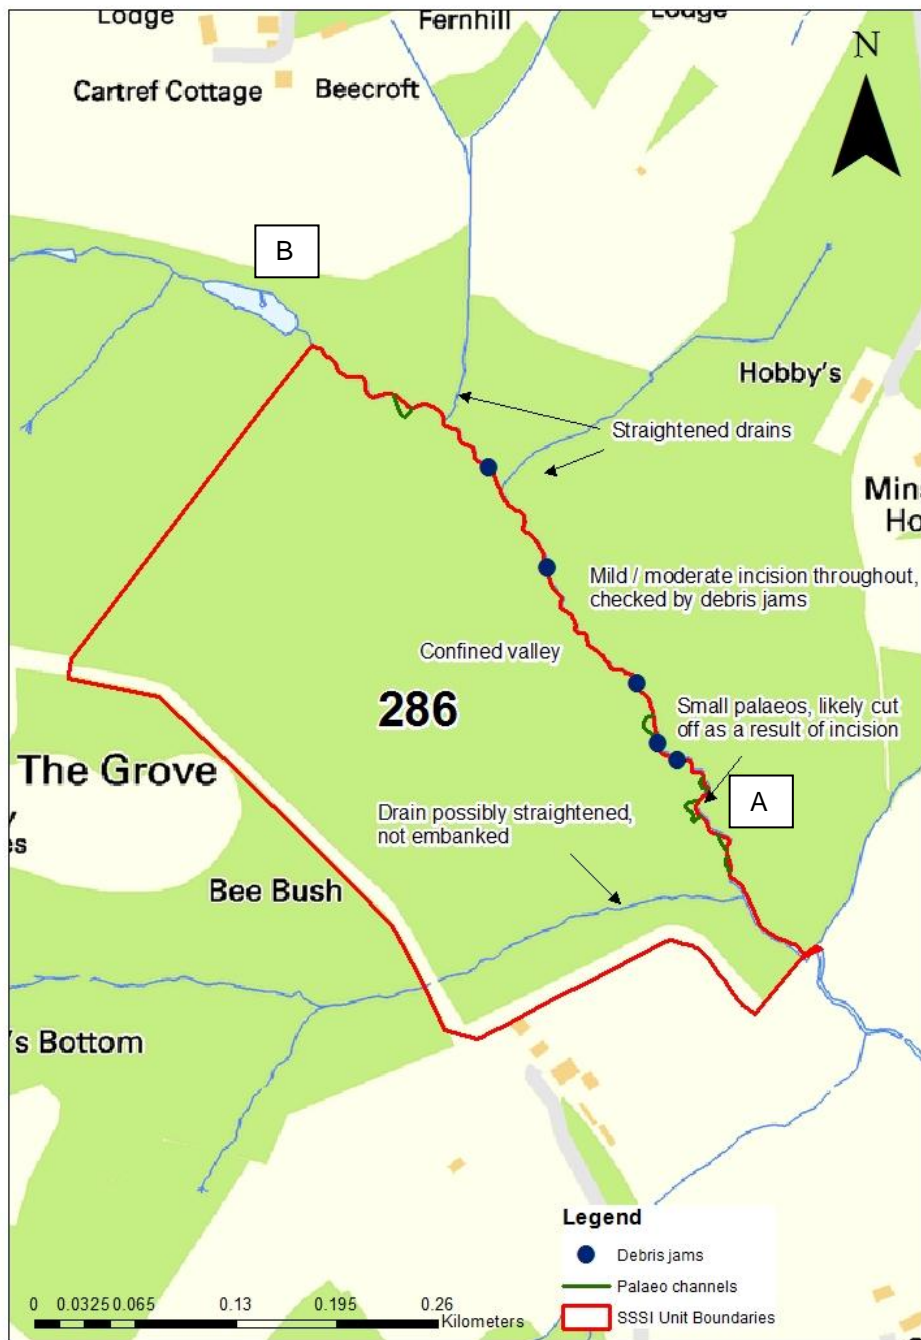 Lodge
Fernhill
Lodge
N
Cartref Cottage
Beecroft
B
Hobby's
Straightened drains
Mild / moderate incision throughout,
checked by debris jams
Confined valley
286
Small palaeos, likely cut
off as a result of incision
The Grove
A
Drain possibly straightened,
not embanked
Bee Bush
's Bottom
Legend
Debris jams
Palaeo channels
SSSI Unit Boundaries
0 0.0325 0.065 0.13 0.195 0.26
Kilometers